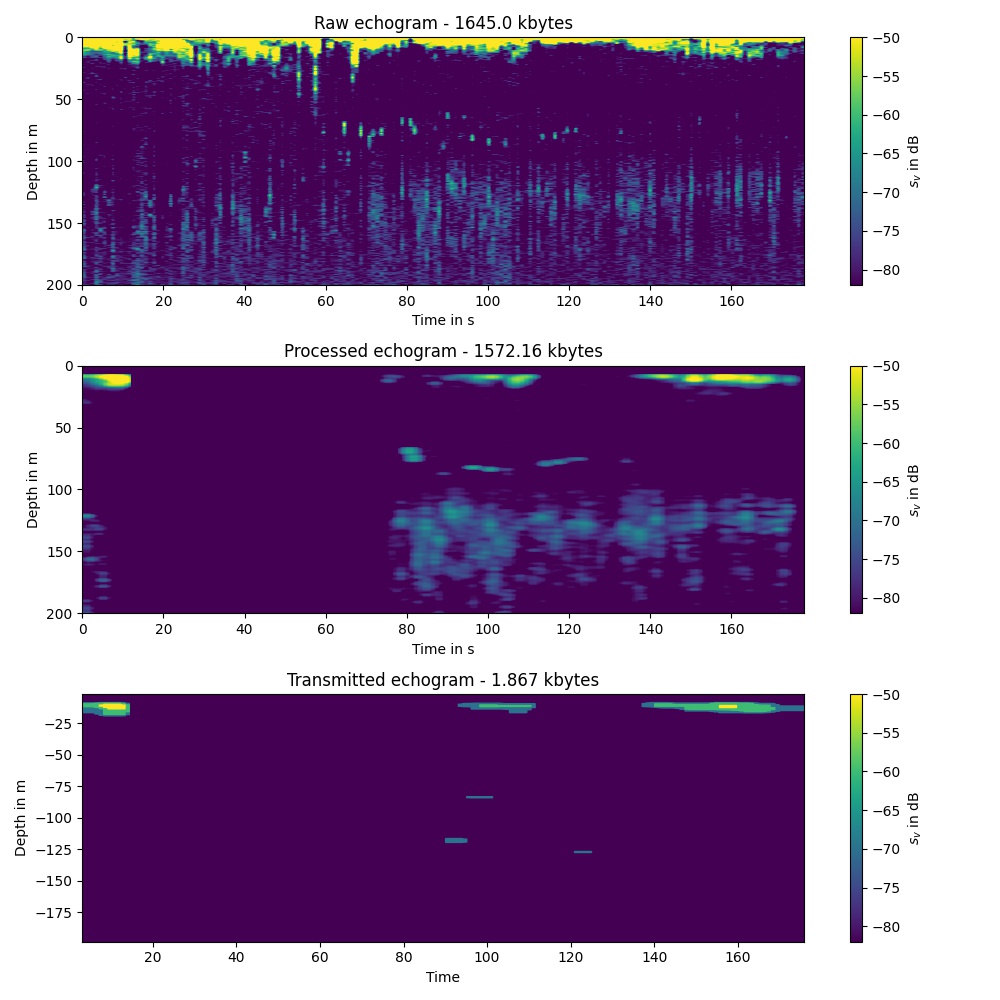 Raw echogram - 1645.0 kbytes
0
50
100
150
200
Depth in m
0 20 40 60 80 100 120 140 160
Time in s
−50
−55
−60
−65
−70
−75
−80
s_v in dB
Processed echogram - 1572.16 kbytes
0
50
100
150
200
Depth in m
0 20 40 60 80 100 120 140 160
Time in s
−50
−55
−60
−65
−70
−75
−80
s_v in dB
Transmitted echogram - 1.867 kbytes
−25
−50
−75
−100
−125
−150
−175
Depth in m
20 40 60 80 100 120 140 160
Time
−50
−55
−60
−65
−70
−75
−80
s_v in dB